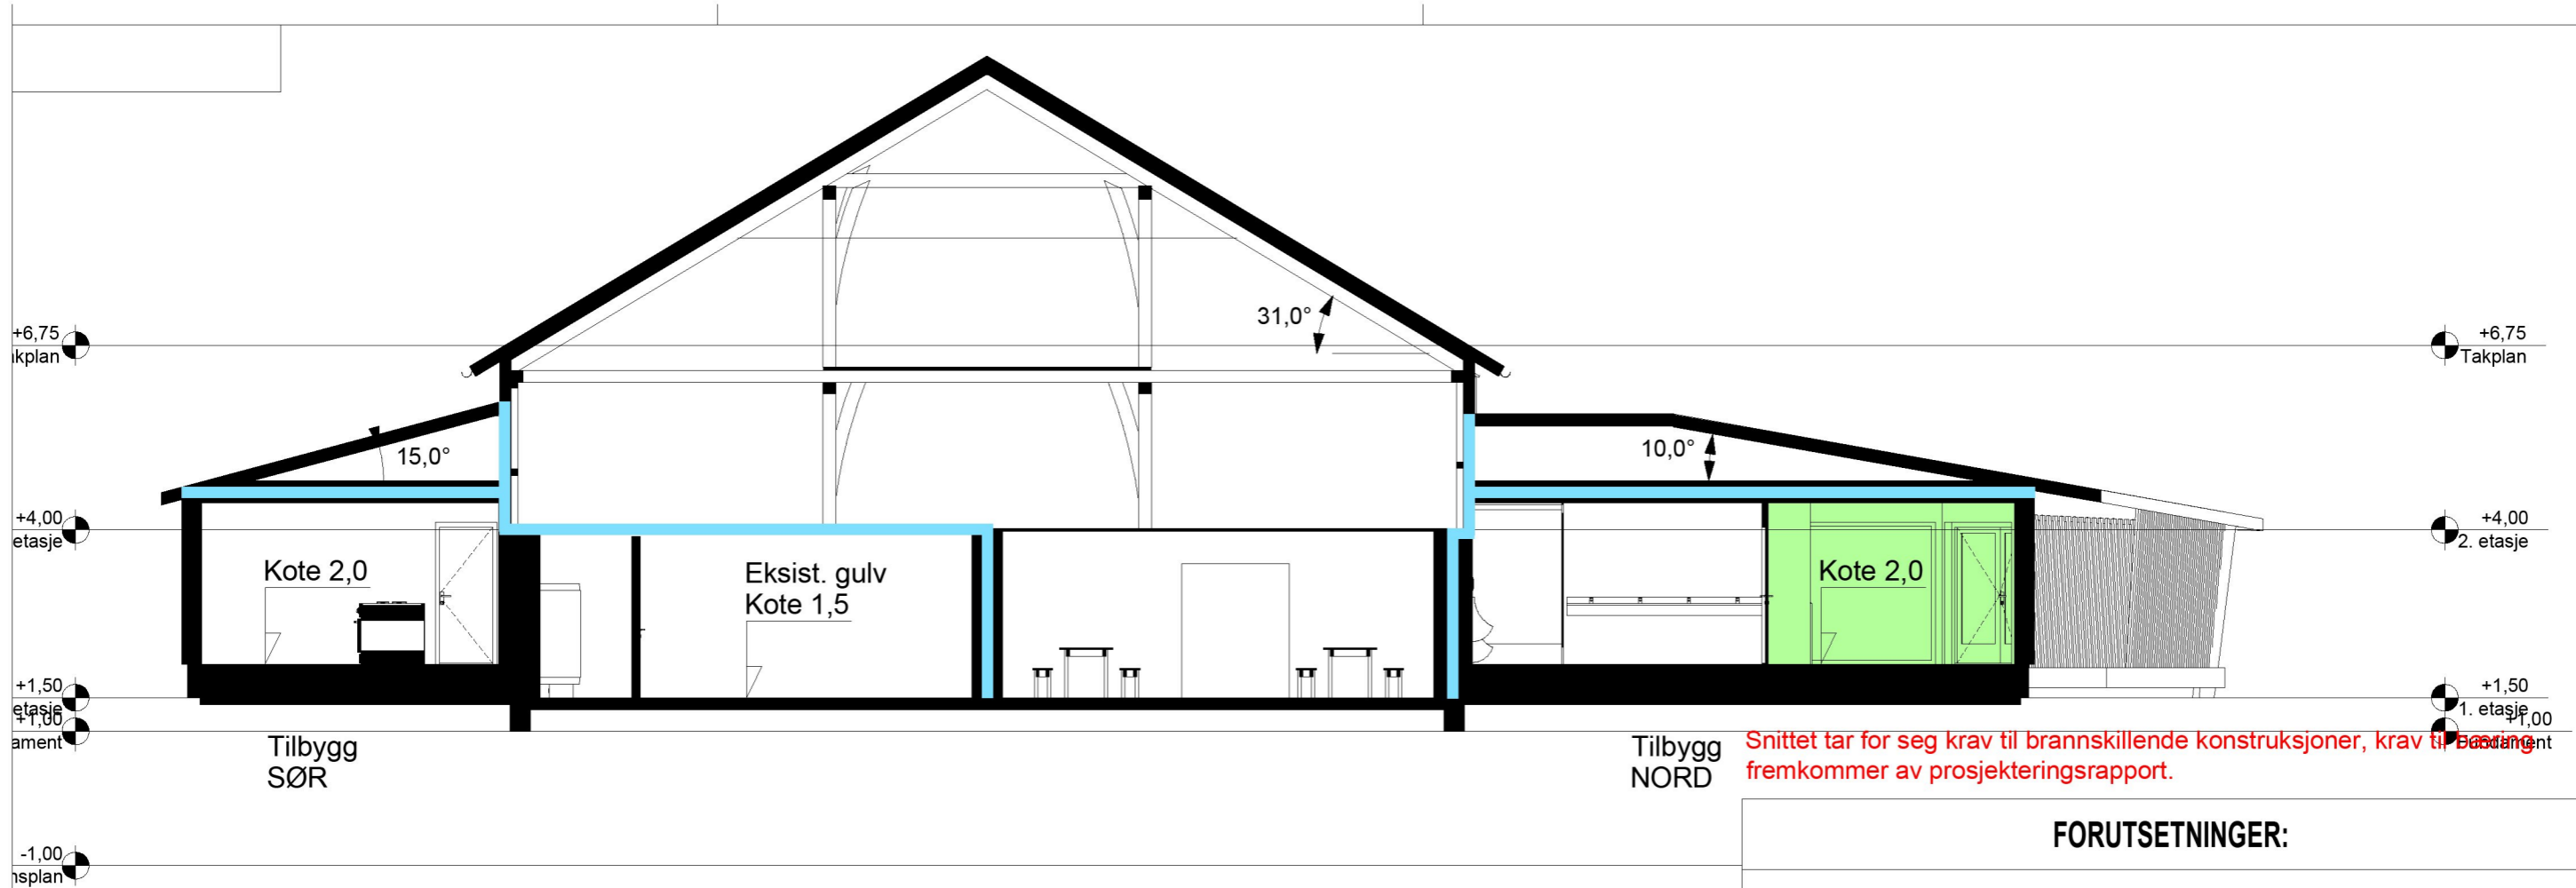 31,0°
+6,75
kplan
+6,75
Takplan
15,0°
10,0°
+4,00
etasje
+4,00
2. etasje
Kote 2,0
Eksist. gulv
Kote 1,5
Kote 2,0
+1,50
etasje
+1,00
ament
+1,50
1. etasje
+1,00
Fundament
Tilbygg
SØR
Tilbygg
NORD
Snittet tar for seg krav til brannskillende konstruksjoner, krav til bæring
fremkommer av prosjekteringsrapport.
FORUTSETNINGER:
-1,00
nsplan